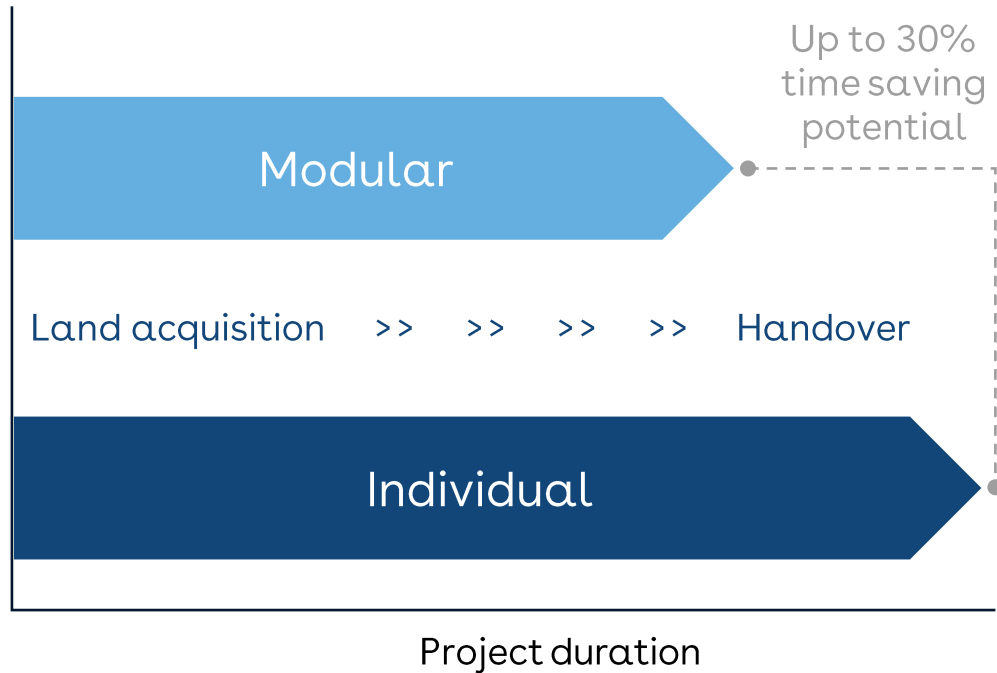 Up to 30%
time saving
potential
Modular
Land acquisition >> >> >> >> Handover
Individual
Project duration